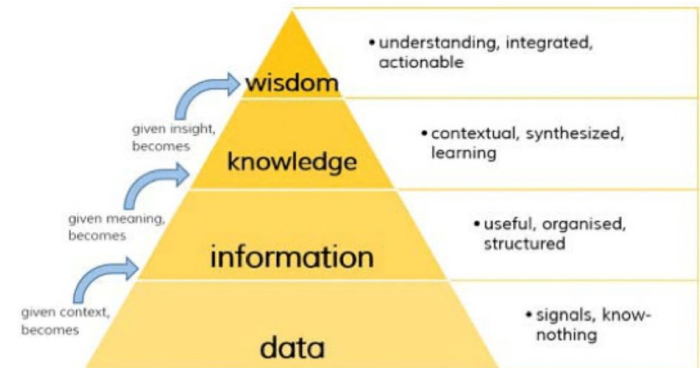 • understanding, integrated,
actionable
wisdom
given insight,
becomes
• contextual, synthesized,
learning
knowledge
given meaning,
becomes
• useful, organised,
structured
information
given context,
becomes
• signals, know-
nothing
data